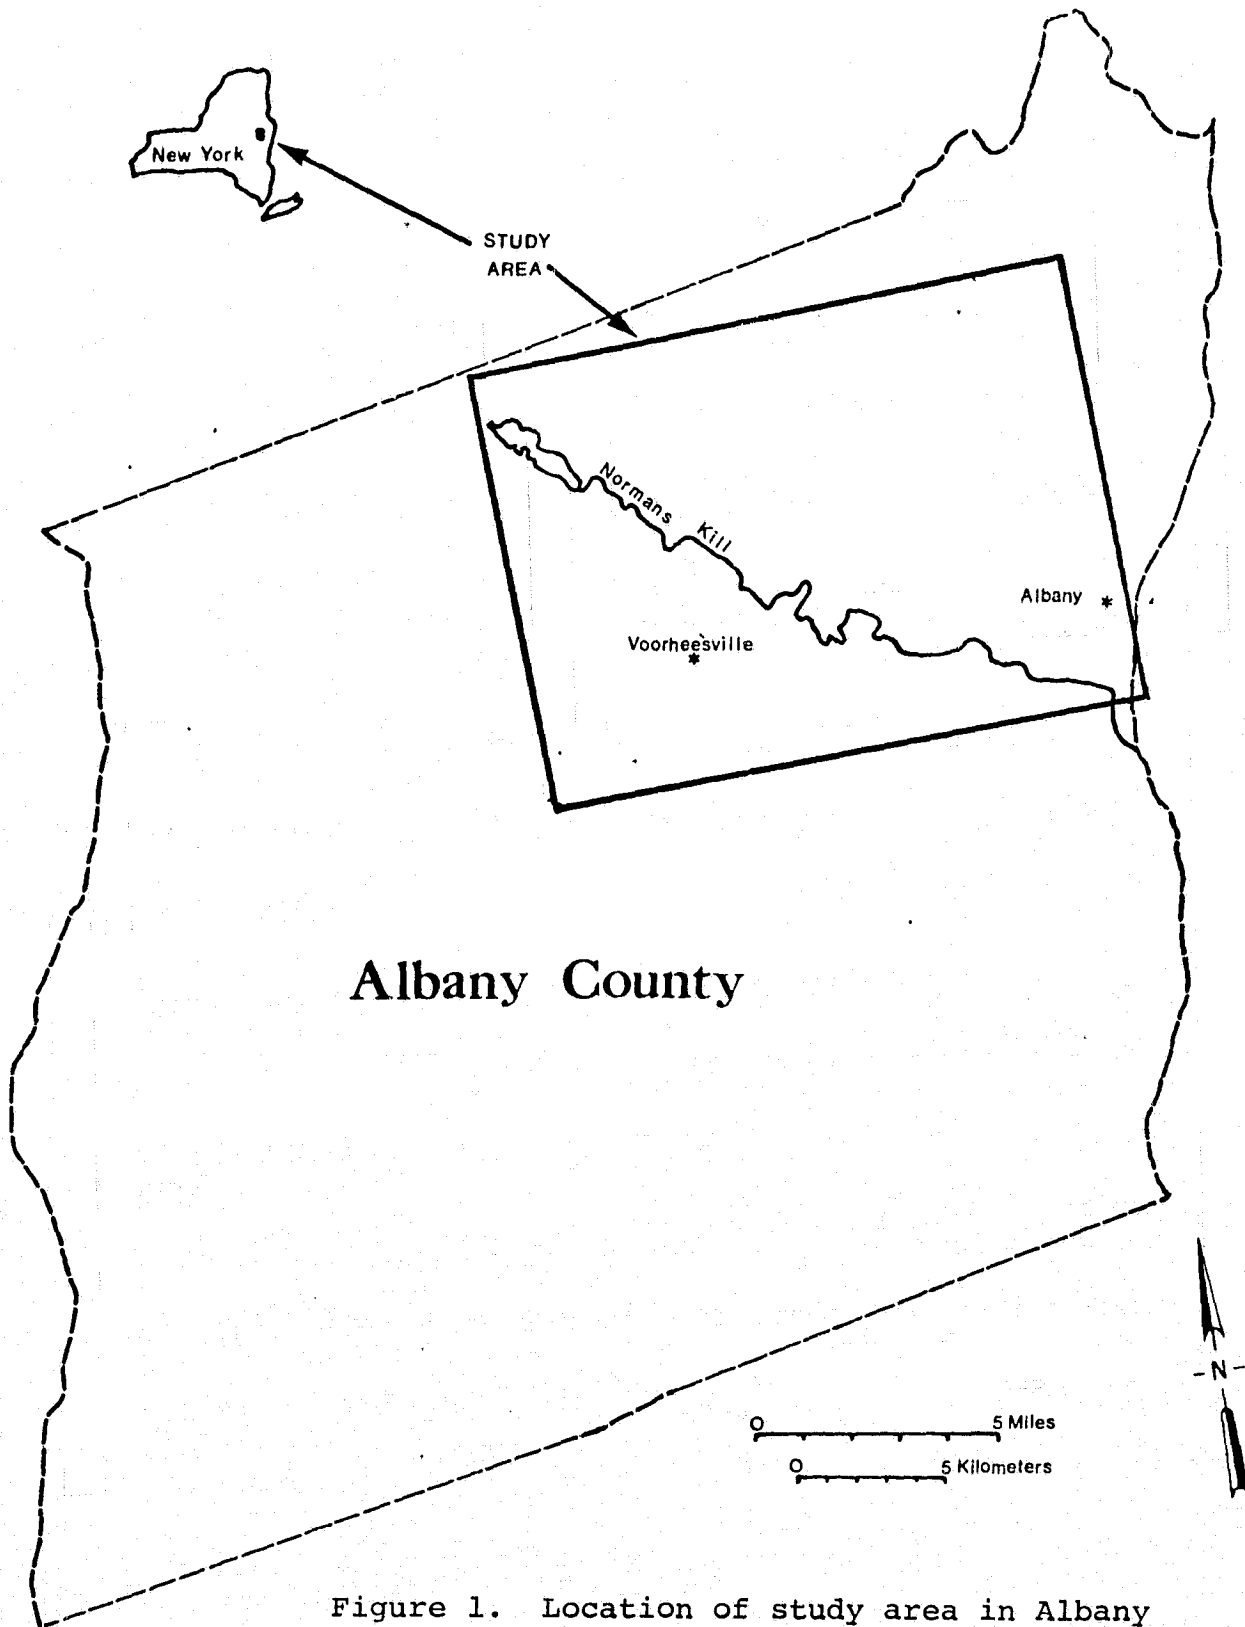 New York
STUDY
AREA
Normans Kill
Albany *
Voorheesville
*
Albany County
0 5 Miles
0 5 Kilometers
-N-
Figure 1. Location of study area in Albany